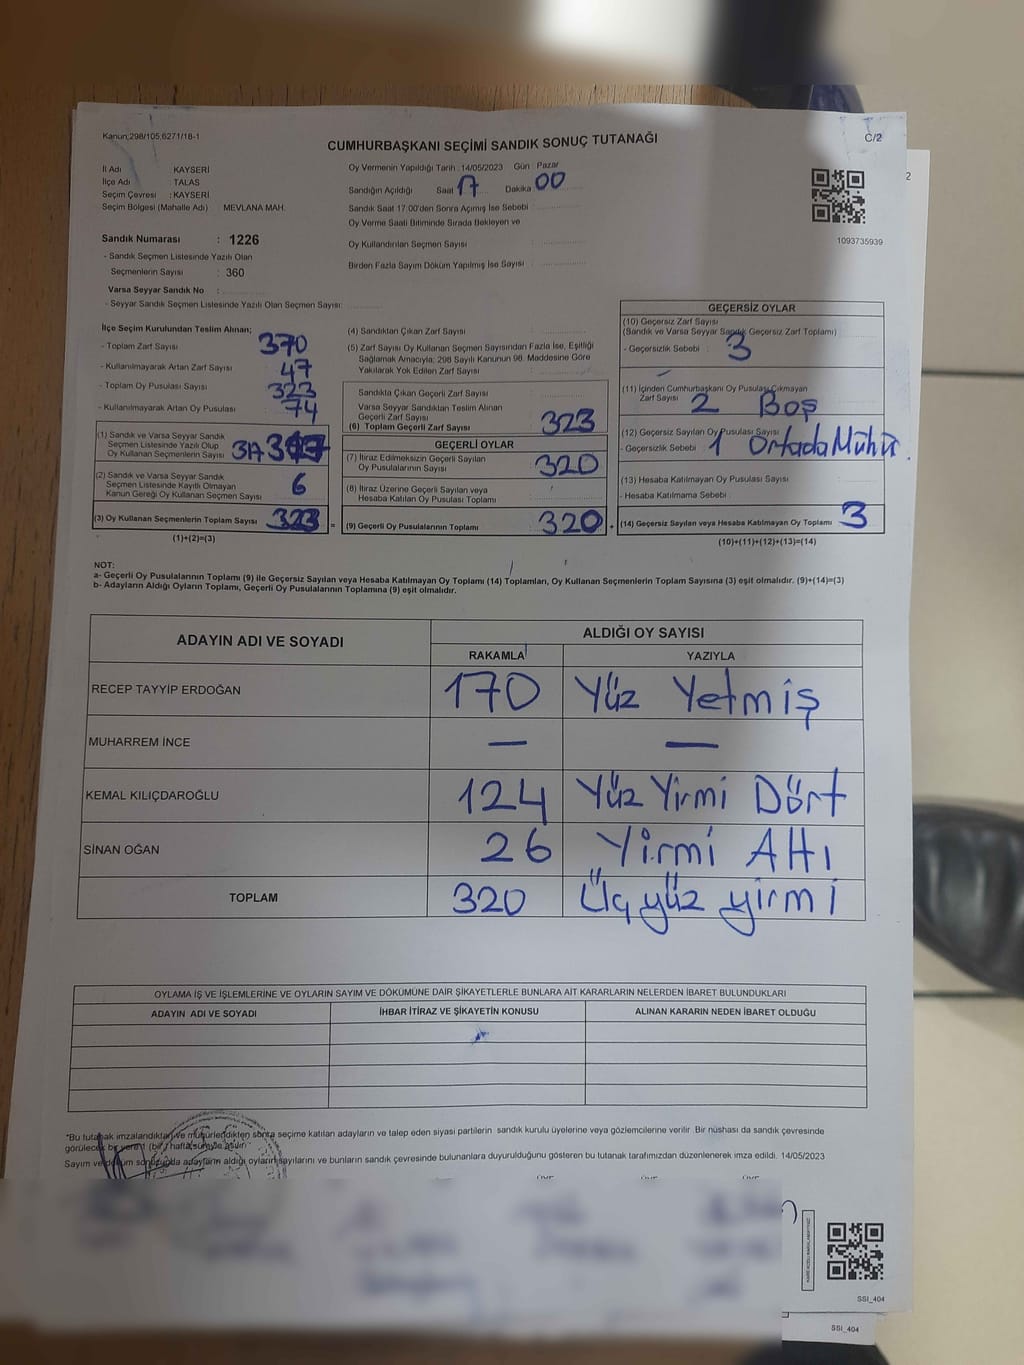 Kanun;298/105,6271/18-1
C/2
CUMHURBAŞKANI SEÇİMİ SANDIK SONUÇ TUTANAĞI
İl Adı : KAYSERİ
İlçe Adı : TALAS
Seçim Çevresi : KAYSERİ
Seçim Bölgesi (Mahalle Adı) : MEVLANA MAH.
Sandık Numarası : 1226
- Sandık Seçmen Listesinde Yazılı Olan
Seçmenlerin Sayısı : 360
Varsa Seyyar Sandık No :
- Seyyar Sandık Seçmen Listesinde Yazılı Olan Seçmen Sayısı:
Oy Vermenin Yapıldığı Tarih : 14/05/2023 Gün : Pazar
Sandığın Açıldığı Saat 17 Dakika 00
Sandık Saat 17:00'den Sonra Açımış İse Sebebi :
Oy Verme Saati Bitiminde Sırada Bekleyen ve
Oy Kullandırılan Seçmen Sayısı :
Birden Fazla Sayım Döküm Yapılmış İse Sayısı :
1093735939
2
İlçe Seçim Kurulundan Teslim Alınan;
- Toplam Zarf Sayısı : 370
- Kullanılmayarak Artan Zarf Sayısı : 47
- Toplam Oy Pusulası Sayısı : 323
- Kullanılmayarak Artan Oy Pusulası : 74
(1) Sandık ve Varsa Seyyar Sandık
Seçmen Listesinde Yazılı Olup
Oy Kullanan Seçmenlerin Sayısı
(2) Sandık ve Varsa Seyyar Sandık
Seçmen Listesinde Kayıtlı Olmayan
Kanun Gereği Oy Kullanan Seçmen Sayısı : 6
(3) Oy Kullanan Seçmenlerin Toplam Sayısı 323
(1)+(2)=(3)
(4) Sandıktan Çıkan Zarf Sayısı :
(5) Zarf Sayısı Oy Kullanan Seçmen Sayısından Fazla İse, Eşitliği
Sağlamak Amacıyla; 298 Sayılı Kanunun 98. Maddesine Göre
Yakılarak Yok Edilen Zarf Sayısı :
Sandıkta Çıkan Geçerli Zarf Sayısı :
Varsa Seyyar Sandıktan Teslim Alınan
Geçerli Zarf Sayısı :
(6) Toplam Geçerli Zarf Sayısı : 323
GEÇERLİ OYLAR
(7) İtiraz Edilmeksizin Geçerli Sayılan
Oy Pusulalarının Sayısı : 320
(8) İtiraz Üzerine Geçerli Sayılan veya
Hesaba Katılan Oy Pusulası Toplamı :
= (9) Geçerli Oy Pusulalarının Toplamı : 320 +
GEÇERSİZ OYLAR
(10) Geçersiz Zarf Sayısı
(Sandık ve Varsa Seyyar Sandık Geçersiz Zarf Toplamı)
- Geçersizlik Sebebi : 3
(11) İçinden Cumhurbaşkanı Oy Pusulası Çıkmayan
Zarf Sayısı : 2 Boş
(12) Geçersiz Sayılan Oy Pusulası Sayısı :
- Geçersizlik Sebebi : 1 Ortada Mühür.
(13) Hesaba Katılmayan Oy Pusulası Sayısı :
- Hesaba Katılmama Sebebi :
(14) Geçersiz Sayılan veya Hesaba Katılmayan Oy Toplamı : 3
(10)+(11)+(12)+(13)=(14)
NOT:
a- Geçerli Oy Pusulalarının Toplamı (9) ile Geçersiz Sayılan veya Hesaba Katılmayan Oy Toplamı (14) Toplamları, Oy Kullanan Seçmenlerin Toplam Sayısına (3) eşit olmalıdır. (9)+(14)=(3)
b- Adayların Aldığı Oyların Toplamı, Geçerli Oy Pusulalarının Toplamına (9) eşit olmalıdır.
ADAYIN ADI VE SOYADI ALDIĞI OY SAYISI
RAKAMLA YAZIYLA
RECEP TAYYİP ERDOĞAN 170 Yüz Yetmiş
MUHARREM İNCE — —
KEMAL KILIÇDAROĞLU 124 Yüz Yirmi Dört
SİNAN OĞAN 26 Yirmi Altı
TOPLAM 320 Üçyüz yirmi
OYLAMA İŞ VE İŞLEMLERİNE VE OYLARIN SAYIM VE DÖKÜMÜNE DAİR ŞİKAYETLERLE BUNLARA AİT KARARLARIN NELERDEN İBARET BULUNDUKLARI
ADAYIN ADI VE SOYADI İHBAR İTİRAZ VE ŞİKAYETİN KONUSU ALINAN KARARIN NEDEN İBARET OLDUĞU
"Bu tutanak imzalandıktan ve mühürlendikten sonra seçime katılan adayların ve talep eden siyasi partilerin sandık kurulu üyelerine veya gözlemcilerine verilir. Bir nüshası da sandık çevresinde
görülecek bir yere 1 (bir) hafta süreyle asılır."
Sayım ve döküm sonucunda adayların aldığı oyların sayılarını ve bunların sandık çevresinde bulunanlara duyurulduğunu gösteren bu tutanak tarafımızdan düzenlenerek imza edildi. 14/05/2023
SSI_404
SSI_404